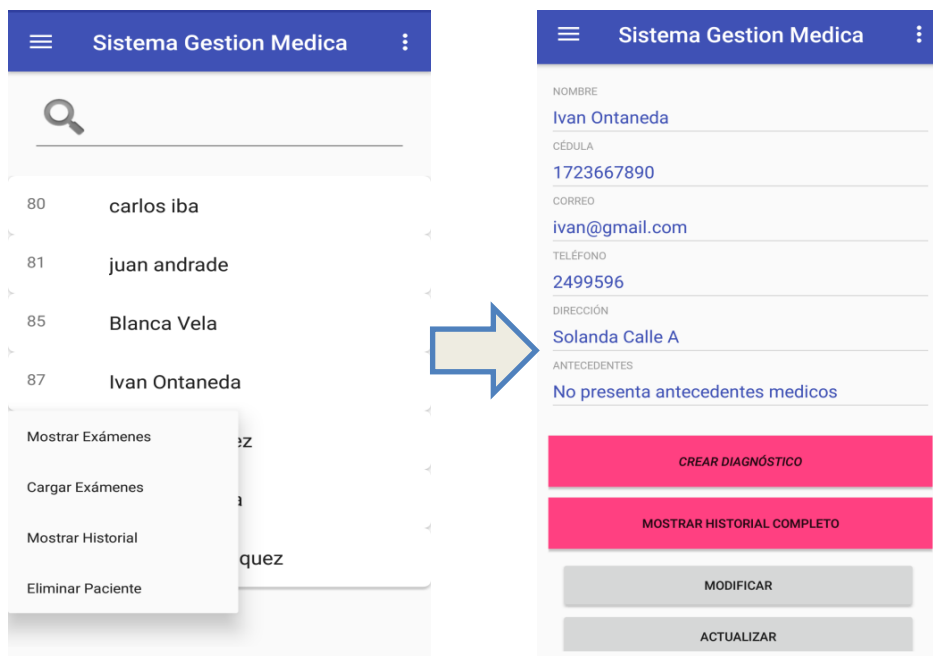 Sistema Gestion Medica
80 carlos iba
81 juan andrade
85 Blanca Vela
87 Ivan Ontaneda
Mostrar Exámenes
Cargar Exámenes
Mostrar Historial
Eliminar Paciente
ez
a
quez
Sistema Gestion Medica
NOMBRE
Ivan Ontaneda
CÉDULA
1723667890
CORREO
ivan@gmail.com
TELÉFONO
2499596
DIRECCIÓN
Solanda Calle A
ANTECEDENTES
No presenta antecedentes medicos
CREAR DIAGNÓSTICO
MOSTRAR HISTORIAL COMPLETO
MODIFICAR
ACTUALIZAR